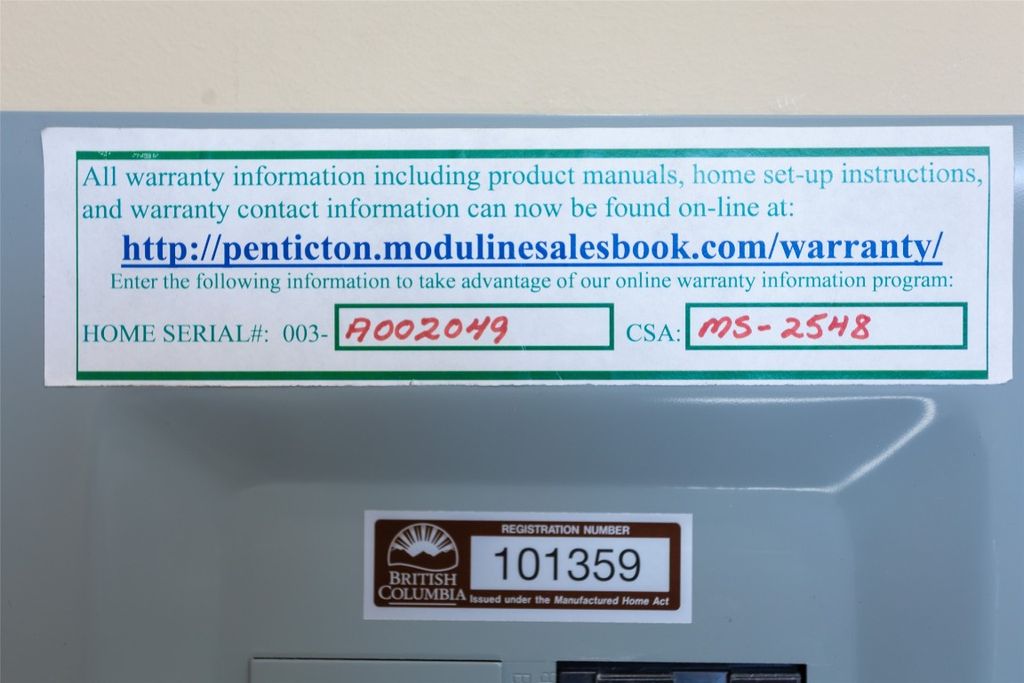 All warranty information including product manuals, home set-up instructions,
and warranty contact information can now be found on-line at:
http://penticton.modulinesalesbook.com/warranty/
Enter the following information to take advantage of our online warranty information program:
HOME SERIAL#: 003- A002049 CSA: MS-2548
REGISTRATION NUMBER
101359
BRITISH
COLUMBIA
Issued under the Manufactured Home Act